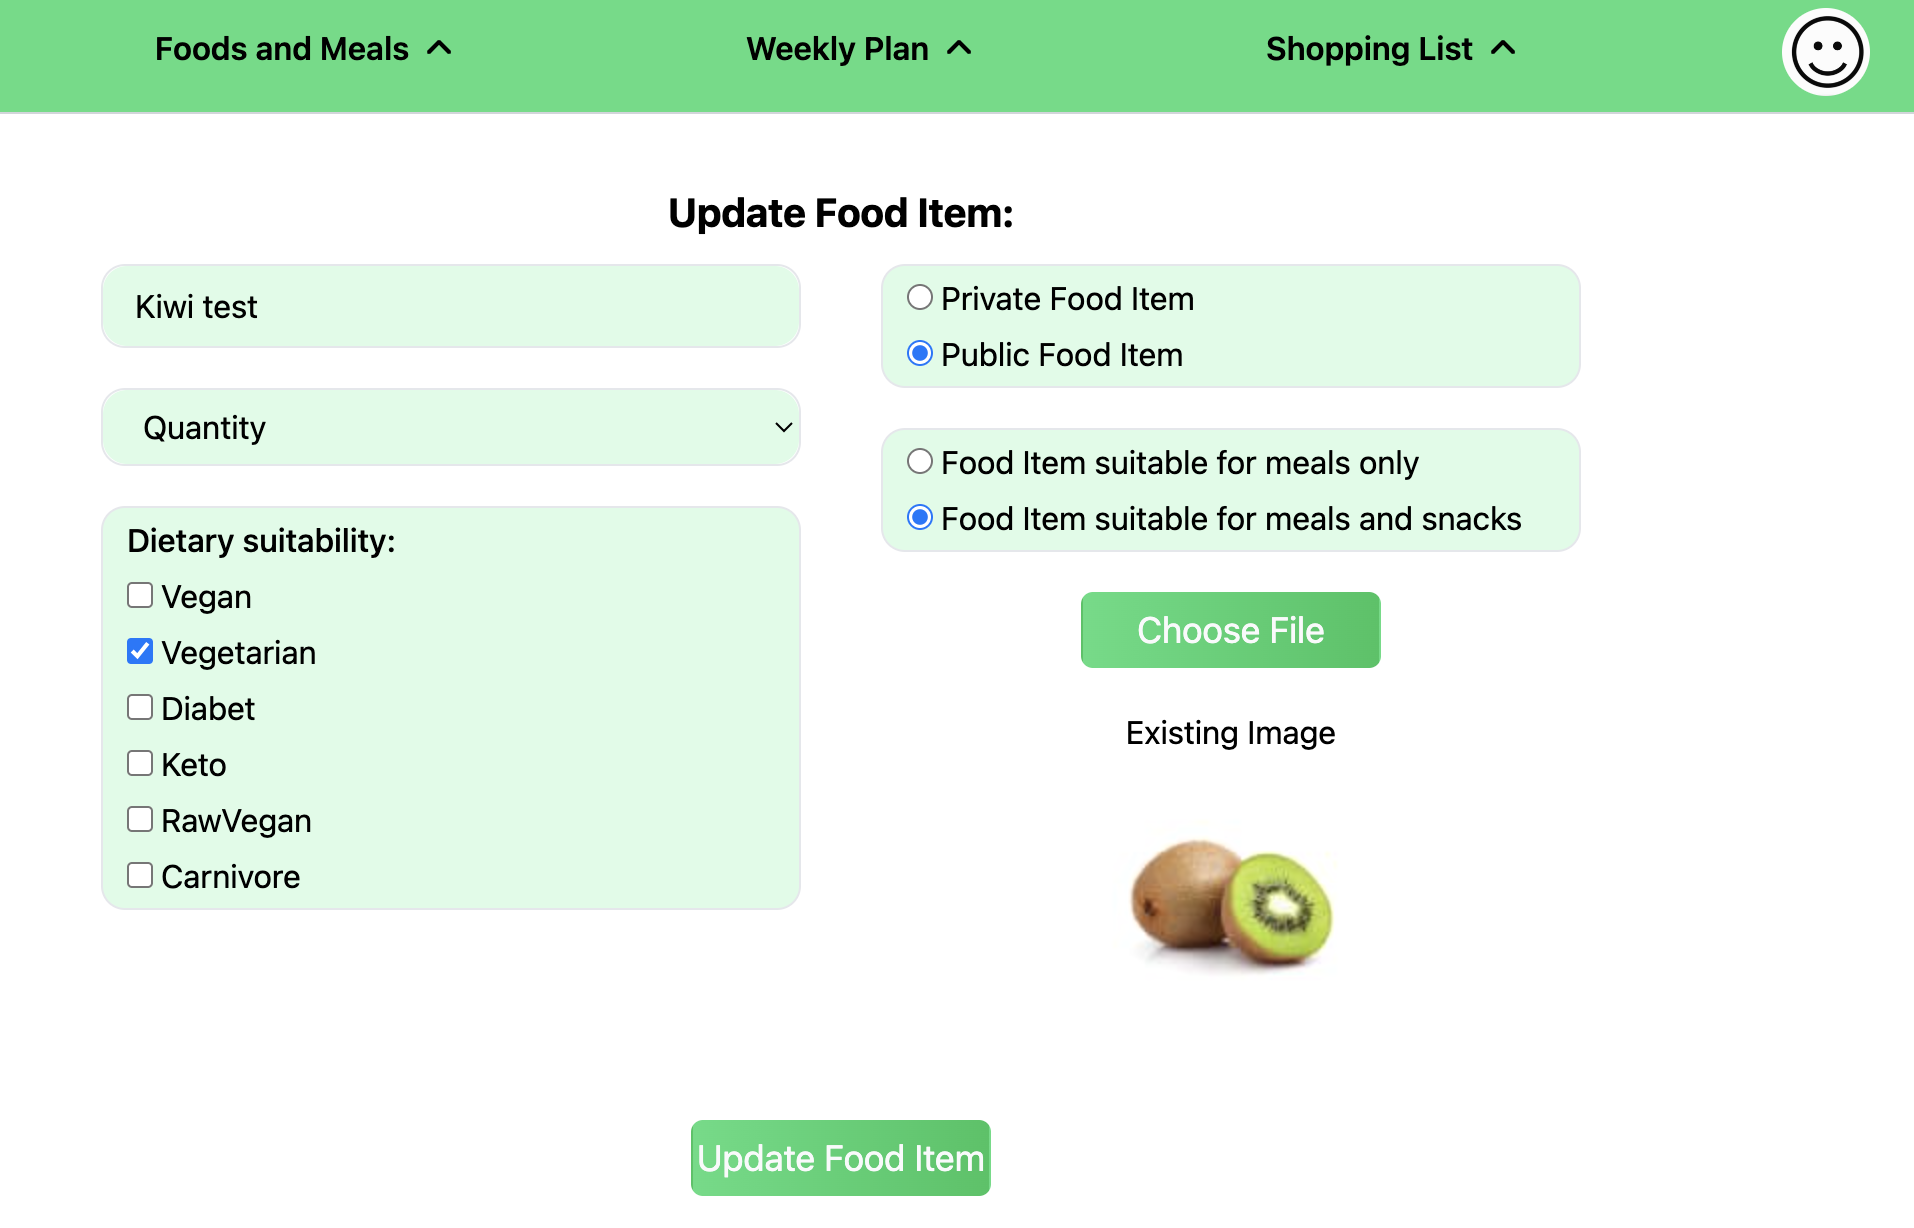 Foods and Meals
Weekly Plan
Shopping List
Update Food Item:
Kiwi test
Quantity
Dietary suitability:
Vegan
Vegetarian
Diabet
Keto
RawVegan
Carnivore
Private Food Item
Public Food Item
Food Item suitable for meals only
Food Item suitable for meals and snacks
Choose File
Existing Image
Update Food Item